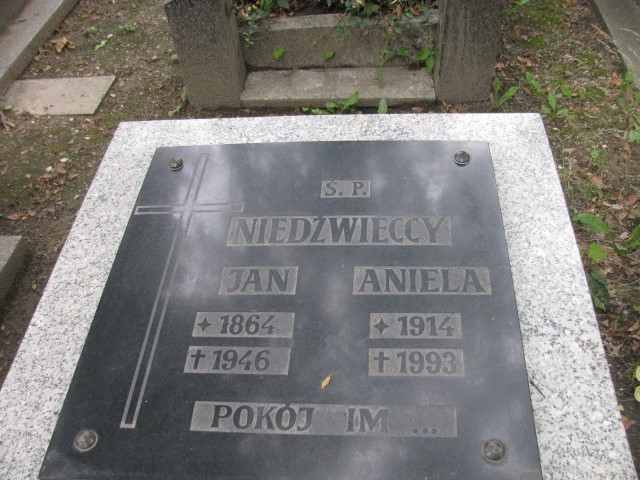 Ś. P.
NIEDŹWIECCY
JAN ANIELA
1864 1914
1946 1993
POKÓJ IM ...